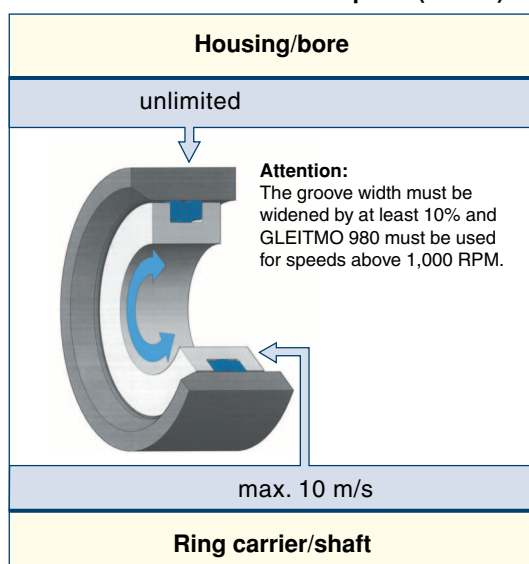 Housing/bore
unlimited
Attention:
The groove width must be
widened by at least 10% and
GLEITMO 980 must be used
for speeds above 1,000 RPM.
max. 10 m/s
Ring carrier/shaft